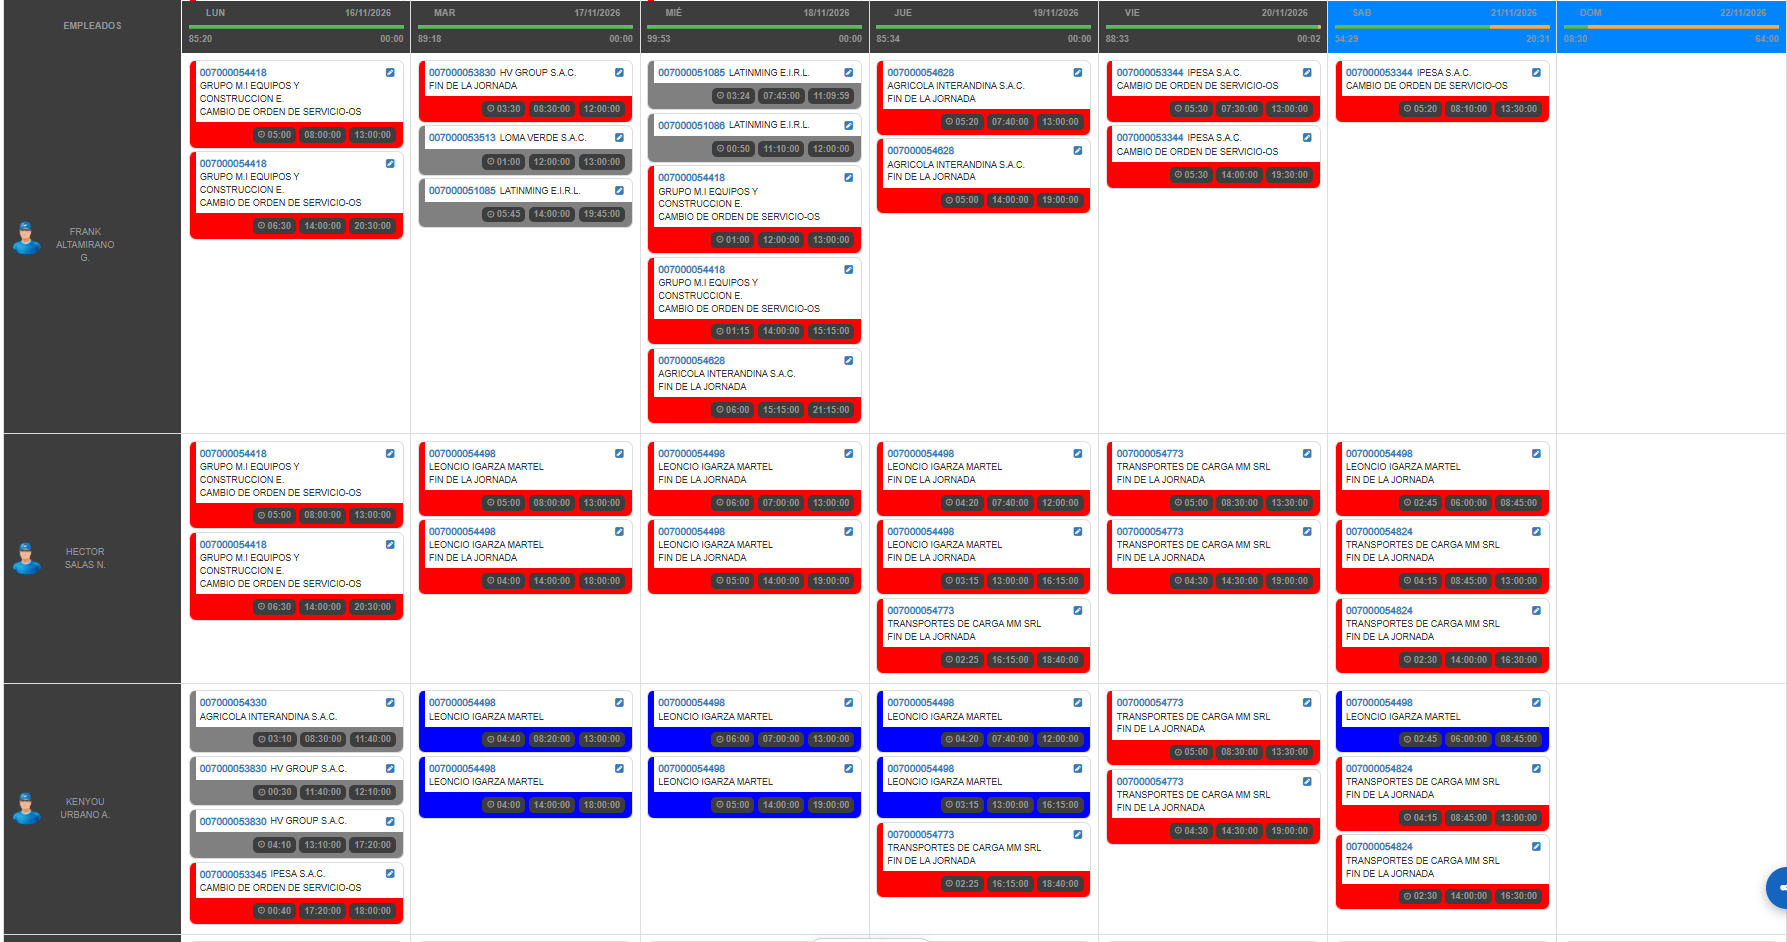 EMPLEADOS
LUN 16/11/2026
85:20 00:00
MAR 17/11/2026
89:18 00:00
MIÉ 18/11/2026
99:53 00:00
JUE 19/11/2026
85:34 00:00
VIE 20/11/2026
88:33 00:02
SAB 21/11/2026
54:29 20:31
DOM 22/11/2026
08:30 64:00
FRANK
ALTAMIRANO
G.
007000054418
GRUPO M.I EQUIPOS Y
CONSTRUCCION E.
CAMBIO DE ORDEN DE SERVICIO-OS
05:00 08:00:00 13:00:00
007000054418
GRUPO M.I EQUIPOS Y
CONSTRUCCION E.
CAMBIO DE ORDEN DE SERVICIO-OS
06:30 14:00:00 20:30:00
007000053830 HV GROUP S.A.C.
FIN DE LA JORNADA
03:30 08:30:00 12:00:00
007000053513 LOMA VERDE S.A.C.
01:00 12:00:00 13:00:00
007000051085 LATINMING E.I.R.L.
05:45 14:00:00 19:45:00
007000051085 LATINMING E.I.R.L.
03:24 07:45:00 11:09:59
007000051086 LATINMING E.I.R.L.
00:50 11:10:00 12:00:00
007000054418
GRUPO M.I EQUIPOS Y
CONSTRUCCION E.
CAMBIO DE ORDEN DE SERVICIO-OS
01:00 12:00:00 13:00:00
007000054418
GRUPO M.I EQUIPOS Y
CONSTRUCCION E.
CAMBIO DE ORDEN DE SERVICIO-OS
01:15 14:00:00 15:15:00
007000054628
AGRICOLA INTERANDINA S.A.C.
FIN DE LA JORNADA
06:00 15:15:00 21:15:00
007000054628
AGRICOLA INTERANDINA S.A.C.
FIN DE LA JORNADA
05:20 07:40:00 13:00:00
007000054628
AGRICOLA INTERANDINA S.A.C.
FIN DE LA JORNADA
05:00 14:00:00 19:00:00
007000053344 IPESA S.A.C.
CAMBIO DE ORDEN DE SERVICIO-OS
05:30 07:30:00 13:00:00
007000053344 IPESA S.A.C.
CAMBIO DE ORDEN DE SERVICIO-OS
05:30 14:00:00 19:30:00
007000053344 IPESA S.A.C.
CAMBIO DE ORDEN DE SERVICIO-OS
05:20 08:10:00 13:30:00
HECTOR
SALAS N.
007000054418
GRUPO M.I EQUIPOS Y
CONSTRUCCION E.
CAMBIO DE ORDEN DE SERVICIO-OS
05:00 08:00:00 13:00:00
007000054418
GRUPO M.I EQUIPOS Y
CONSTRUCCION E.
CAMBIO DE ORDEN DE SERVICIO-OS
06:30 14:00:00 20:30:00
007000054498
LEONCIO IGARZA MARTEL
FIN DE LA JORNADA
05:00 08:00:00 13:00:00
007000054498
LEONCIO IGARZA MARTEL
FIN DE LA JORNADA
04:00 14:00:00 18:00:00
007000054498
LEONCIO IGARZA MARTEL
FIN DE LA JORNADA
06:00 07:00:00 13:00:00
007000054498
LEONCIO IGARZA MARTEL
FIN DE LA JORNADA
05:00 14:00:00 19:00:00
007000054498
LEONCIO IGARZA MARTEL
FIN DE LA JORNADA
04:20 07:40:00 12:00:00
007000054498
LEONCIO IGARZA MARTEL
FIN DE LA JORNADA
03:15 13:00:00 16:15:00
007000054773
TRANSPORTES DE CARGA MM SRL
FIN DE LA JORNADA
02:25 16:15:00 18:40:00
007000054773
TRANSPORTES DE CARGA MM SRL
FIN DE LA JORNADA
05:00 08:30:00 13:30:00
007000054773
TRANSPORTES DE CARGA MM SRL
FIN DE LA JORNADA
04:30 14:30:00 19:00:00
007000054498
LEONCIO IGARZA MARTEL
FIN DE LA JORNADA
02:45 06:00:00 08:45:00
007000054824
TRANSPORTES DE CARGA MM SRL
FIN DE LA JORNADA
04:15 08:45:00 13:00:00
007000054824
TRANSPORTES DE CARGA MM SRL
FIN DE LA JORNADA
02:30 14:00:00 16:30:00
KENYOU
URBANO A.
007000054330
AGRICOLA INTERANDINA S.A.C.
03:10 08:30:00 11:40:00
007000053830 HV GROUP S.A.C.
00:30 11:40:00 12:10:00
007000053830 HV GROUP S.A.C.
04:10 13:10:00 17:20:00
007000053345 IPESA S.A.C.
CAMBIO DE ORDEN DE SERVICIO-OS
00:40 17:20:00 18:00:00
007000054498
LEONCIO IGARZA MARTEL
04:40 08:20:00 13:00:00
007000054498
LEONCIO IGARZA MARTEL
04:00 14:00:00 18:00:00
007000054498
LEONCIO IGARZA MARTEL
06:00 07:00:00 13:00:00
007000054498
LEONCIO IGARZA MARTEL
05:00 14:00:00 19:00:00
007000054498
LEONCIO IGARZA MARTEL
04:20 07:40:00 12:00:00
007000054498
LEONCIO IGARZA MARTEL
03:15 13:00:00 16:15:00
007000054773
TRANSPORTES DE CARGA MM SRL
FIN DE LA JORNADA
02:25 16:15:00 18:40:00
007000054773
TRANSPORTES DE CARGA MM SRL
FIN DE LA JORNADA
05:00 08:30:00 13:30:00
007000054773
TRANSPORTES DE CARGA MM SRL
FIN DE LA JORNADA
04:30 14:30:00 19:00:00
007000054498
LEONCIO IGARZA MARTEL
02:45 06:00:00 08:45:00
007000054824
TRANSPORTES DE CARGA MM SRL
FIN DE LA JORNADA
04:15 08:45:00 13:00:00
007000054824
TRANSPORTES DE CARGA MM SRL
FIN DE LA JORNADA
02:30 14:00:00 16:30:00